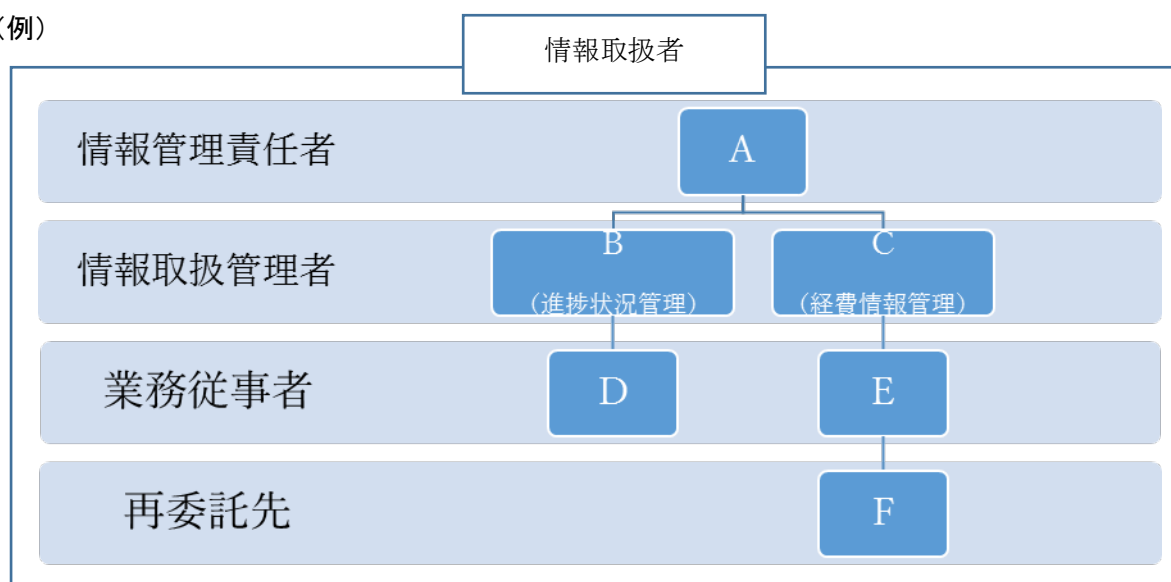 （例）
情報取扱者
情報管理責任者
A
情報取扱管理者
B
（進捗状況管理）
C
（経費情報管理）
業務従事者
D
E
再委託先
F